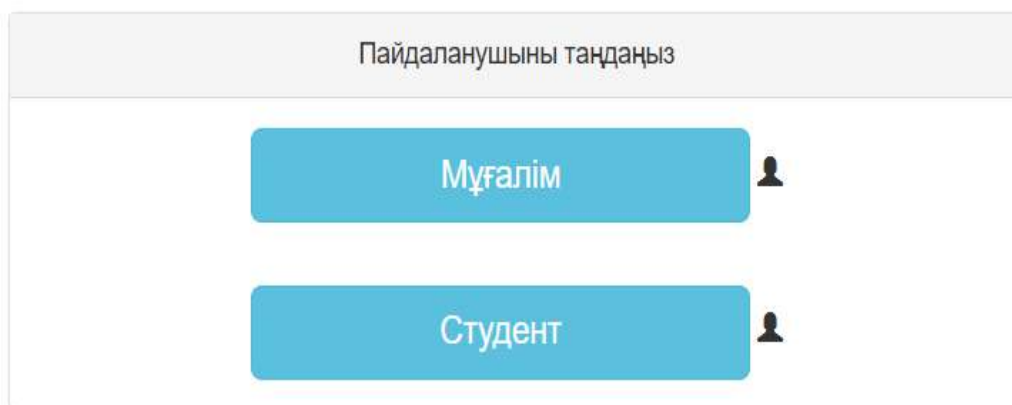 Пайдаланушыны таңдаңыз
Мұғалім
Студент